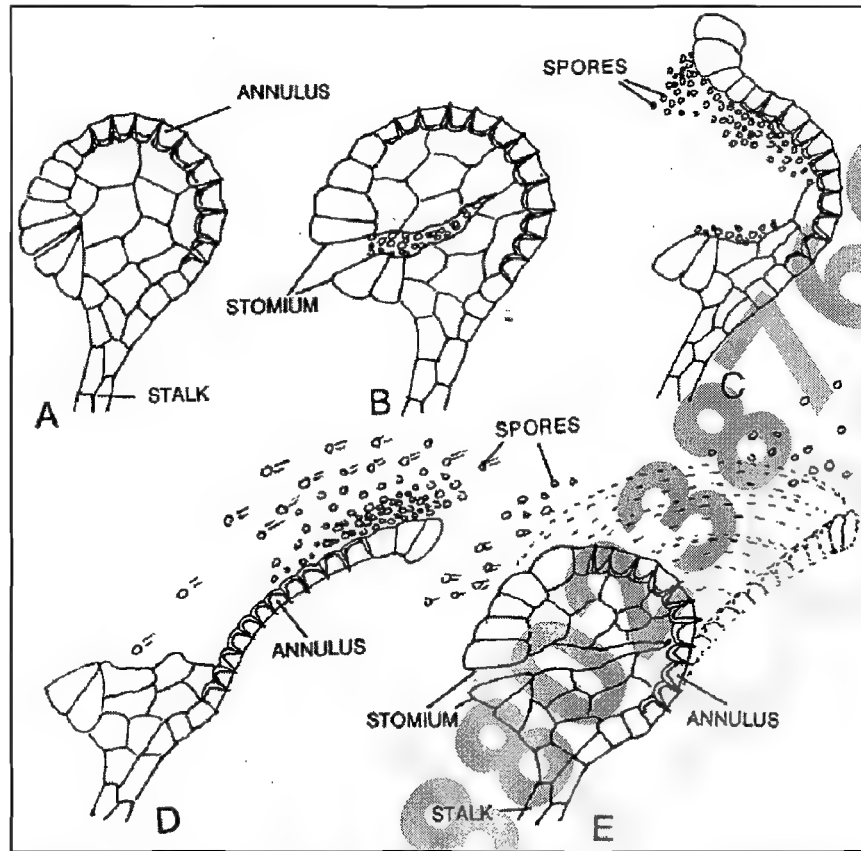 SPORES
ANNULUS
STOMIUM
STALK
A
B
C
SPORES
ANNULUS
STOMIUM
ANNULUS
STALK
D
E